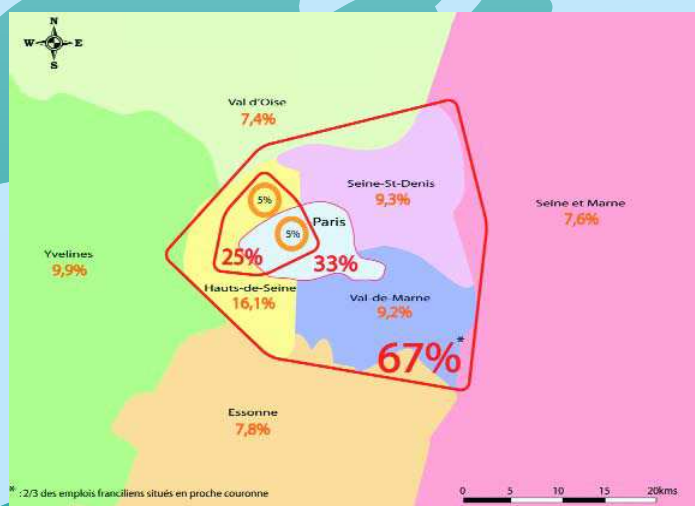 N
W E
S
Val d'Oise
7,4%
Seine-St-Denis
9,3%
Seine et Marne
7,6%
5%
Paris
5%
Yvelines
9,9%
25%
33%
Hauts-de-Seine
16,1%
Val-de-Marne
9,2%
67%*
Essonne
7,8%
* : 2/3 des emplois franciliens situés en proche couronne
0 5 10 15 20kms